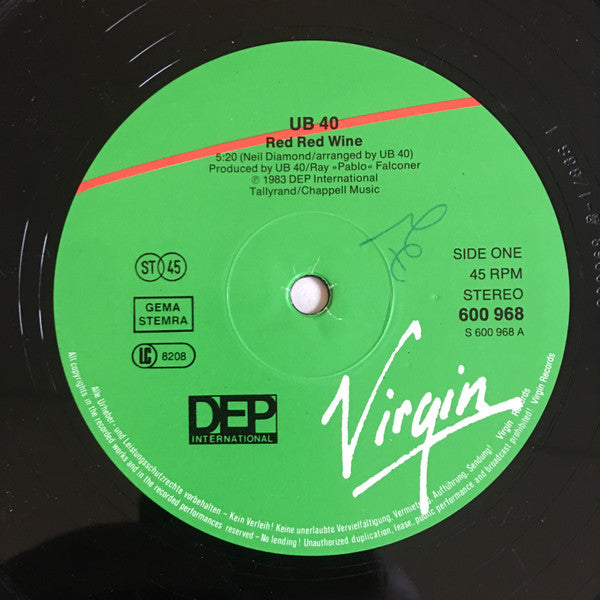 UB 40
Red Red Wine
5:20 (Neil Diamond/arranged by UB 40)
Produced by UB 40/Ray »Pablo« Falconer
℗ 1983 DEP International
Tallyrand/Chappell Music
ST 45
GEMA
STEMRA
LC 8208
SIDE ONE
45 RPM
STEREO
600 968
S 600 968 A
DEP
INTERNATIONAL
Virgin
Alle Urheber- und Leistungsschutzrechte vorbehalten – Kein Verleih! Keine unerlaubte Vervielfältigung, Vermietung, Aufführung, Sendung! Virgin Records
All copyrights in the recorded works and in the recorded performances reserved – No lending! Unauthorized duplication, lease, public performance and broadcast prohibited! Virgin Records